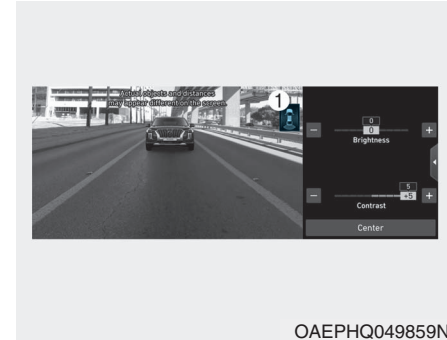 Actual objects and distances
may appear different on the screen.
1
0
− 0 +
Brightness
5
− +5 +
Contrast
Center
OAEPHQ049859N